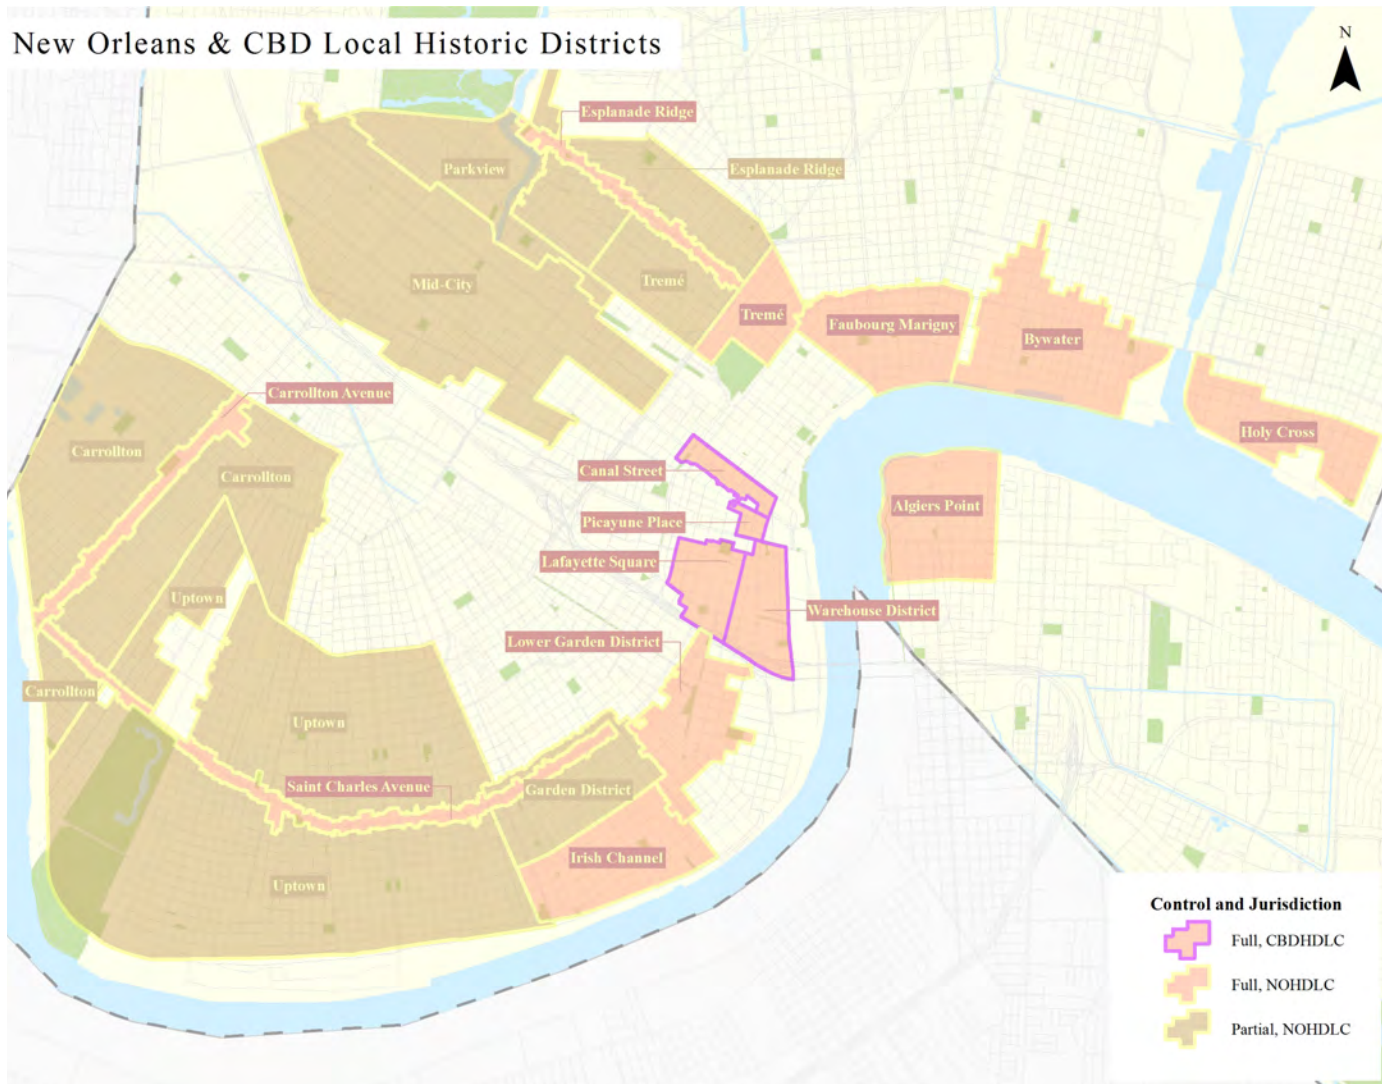 New Orleans & CBD Local Historic Districts
N
Esplanade Ridge
Parkview
Esplanade Ridge
Mid-City
Tremé
Tremé
Faubourg Marigny
Bywater
Carrollton Avenue
Holy Cross
Carrollton
Carrollton
Canal Street
Algiers Point
Picayune Place
Lafayette Square
Uptown
Warehouse District
Lower Garden District
Carrollton
Uptown
Saint Charles Avenue
Garden District
Irish Channel
Uptown
Control and Jurisdiction
Full, CBDHDLC
Full, NOHDLC
Partial, NOHDLC